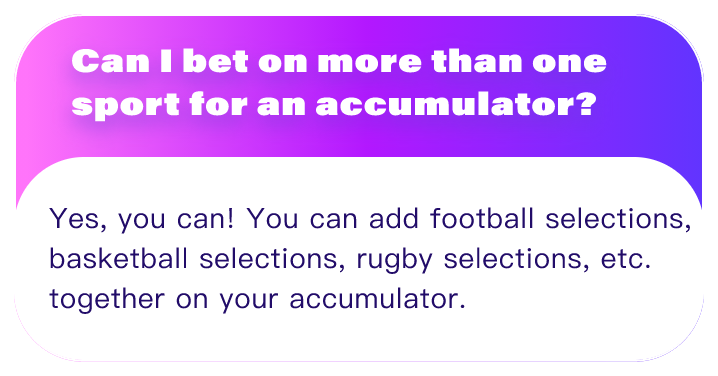 Can I bet on more than one
sport for an accumulator?
Yes, you can! You can add football selections,
basketball selections, rugby selections, etc.
together on your accumulator.